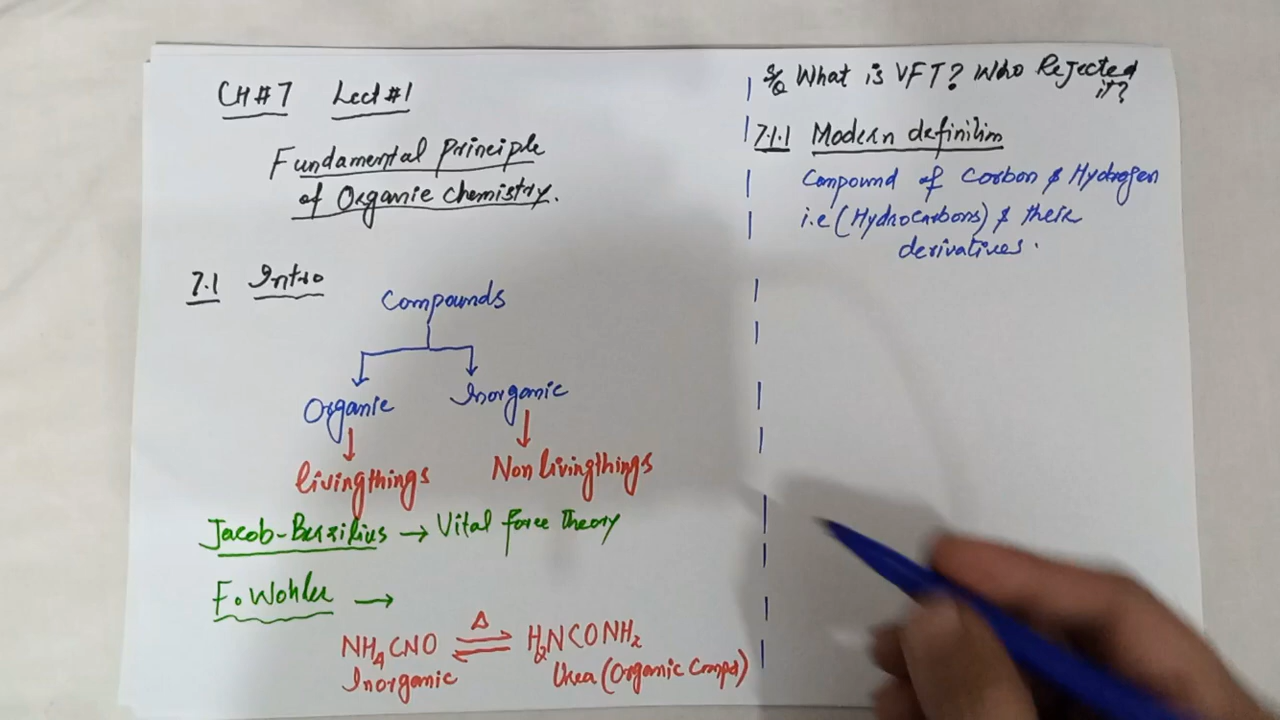 CH#7 Lect#1
Fundamental Principle
of Organic Chemistry.
7.1 Intro
Compounds
Organic Inorganic
livingthings Non livingthings
Jacob-Berzilius → Vital force Theory
F. Wohler →
NH₄CNO ⇌ H₂NCONH₂
Δ
Inorganic Urea (Organic Compd)
S/Q What is VFT? Who Rejected
it?
7.1.1 Modern definition
Compound of Carbon & Hydrogen
i.e (Hydrocarbons) & their
derivatives.